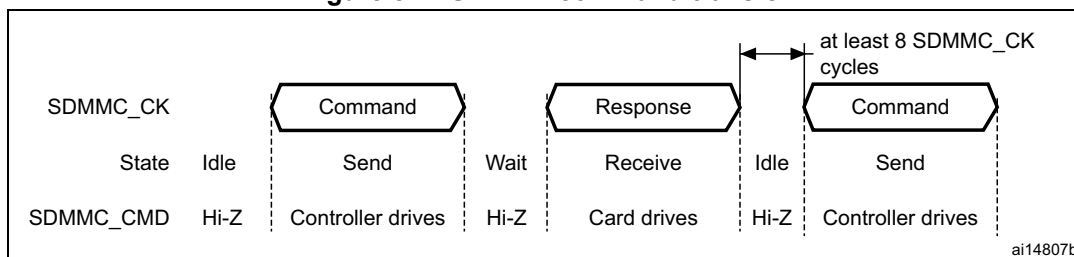 at least 8 SDMMC_CK
cycles
SDMMC_CK Command Response Command
State Idle Send Wait Receive Idle Send
SDMMC_CMD Hi-Z Controller drives Hi-Z Card drives Hi-Z Controller drives
ai14807b